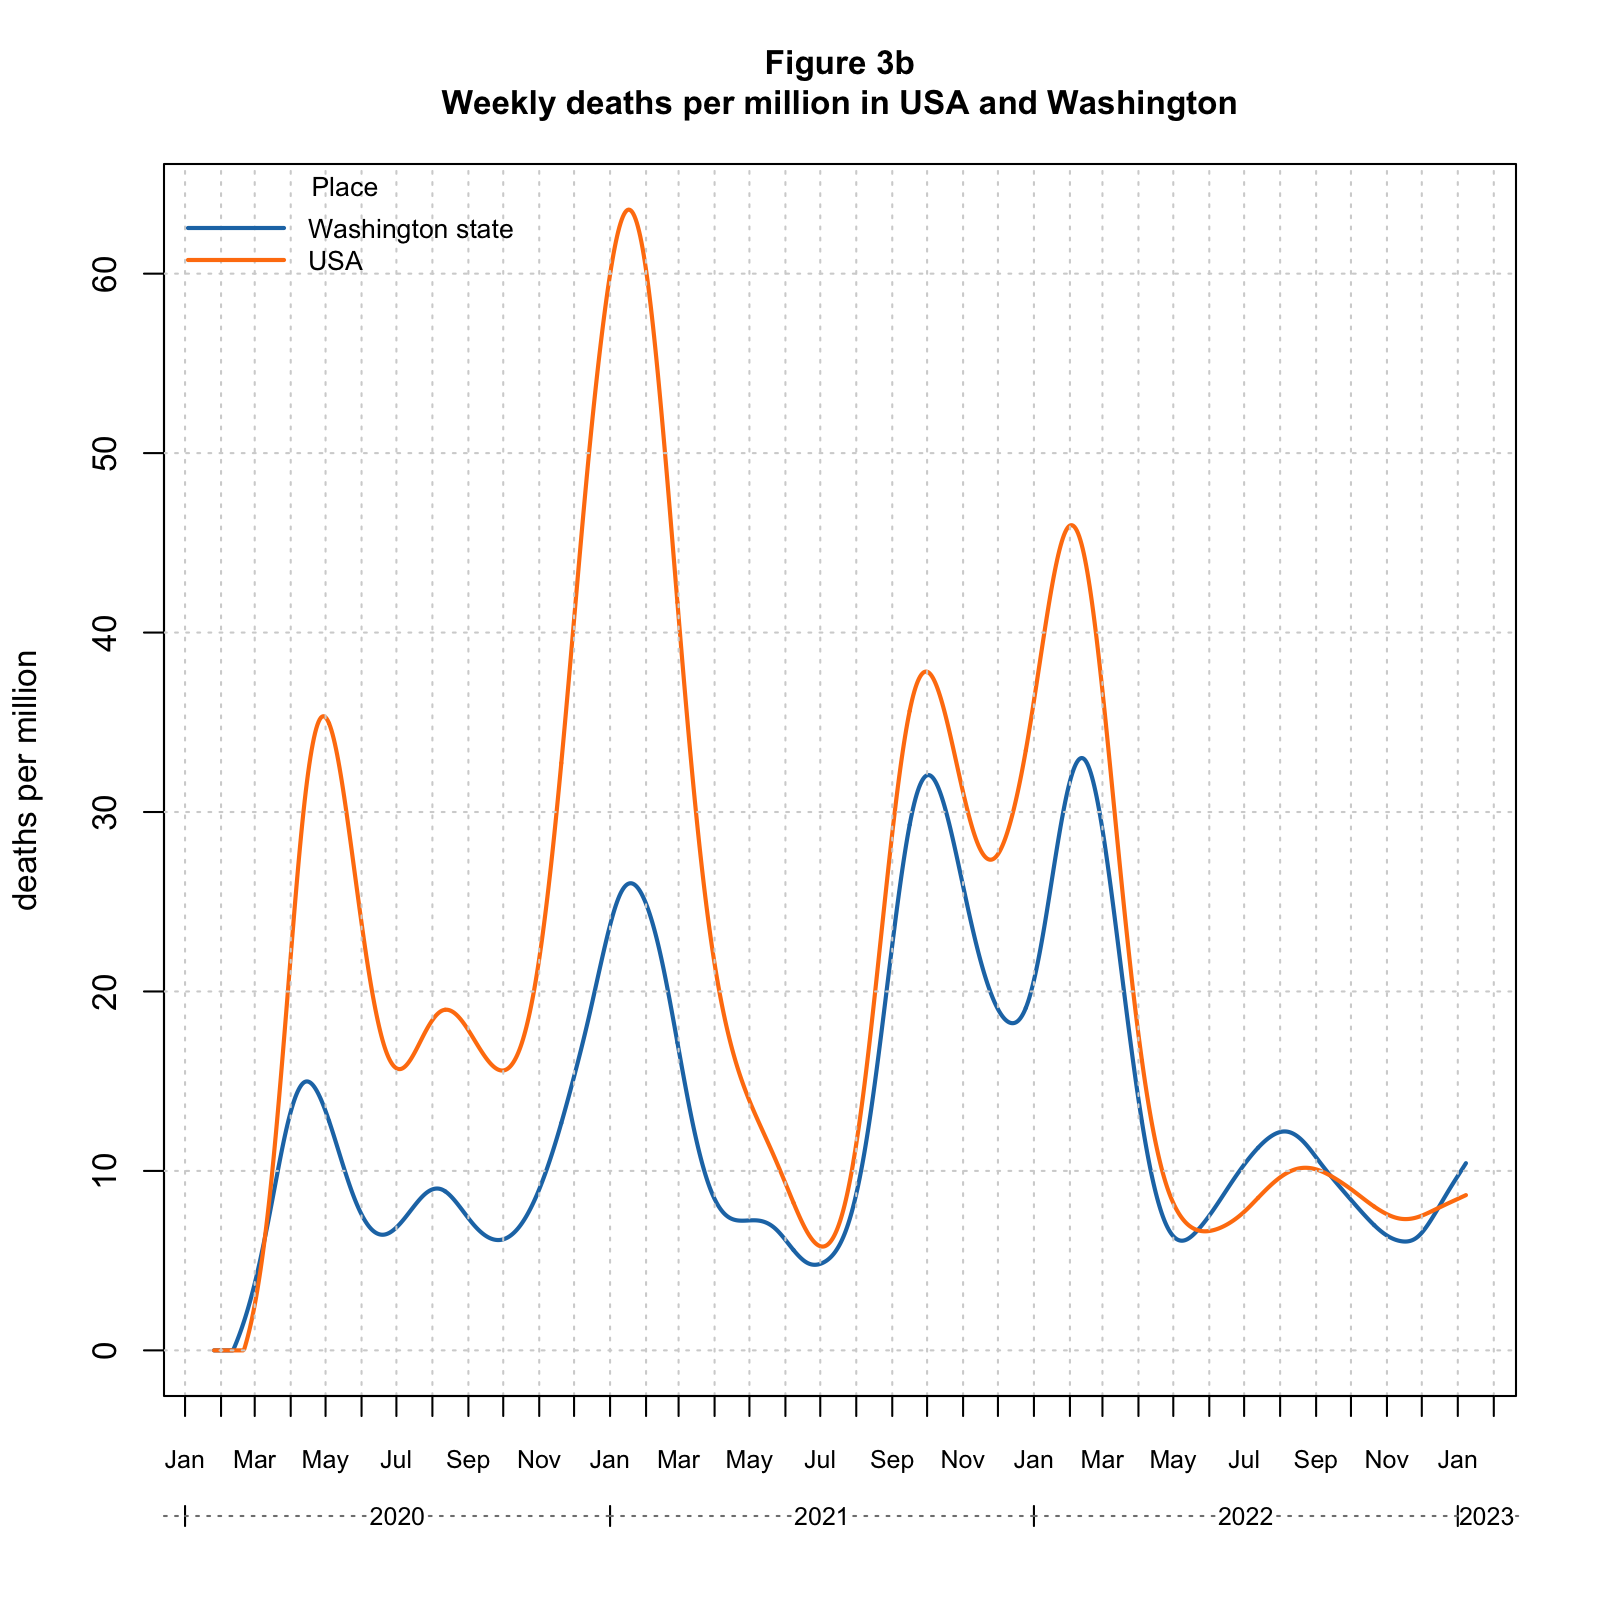 Figure 3b
Weekly deaths per million in USA and Washington
Place
Washington state
USA
60
50
40
30
20
10
0
deaths per million
Jan Mar May Jul Sep Nov Jan Mar May Jul Sep Nov Jan Mar May Jul Sep Nov Jan
2020 2021 2022 2023